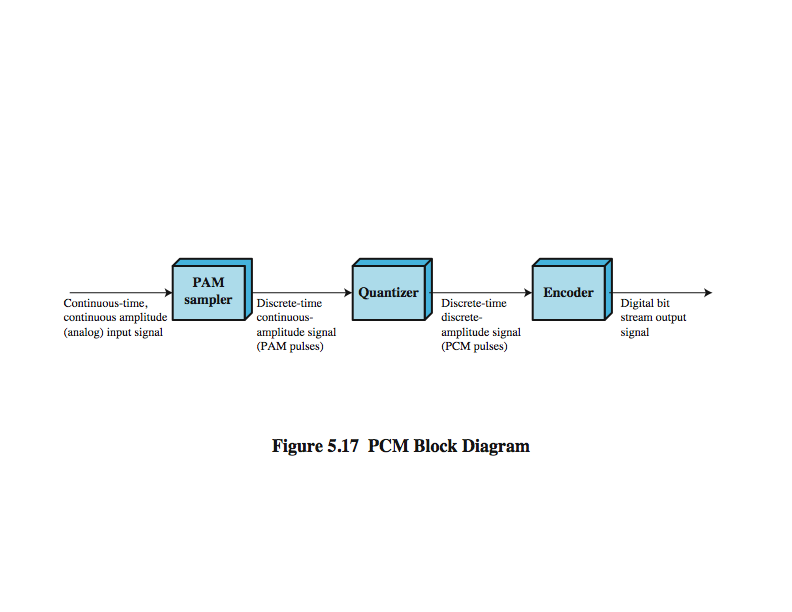 PAM
sampler
Quantizer
Encoder
Continuous-time,
continuous amplitude
(analog) input signal
Discrete-time
continuous-
amplitude signal
(PAM pulses)
Discrete-time
discrete-
amplitude signal
(PCM pulses)
Digital bit
stream output
signal
Figure 5.17 PCM Block Diagram